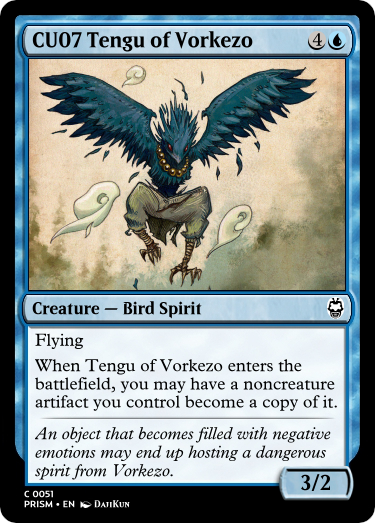 CU07 Tengu of Vorkezo 4
Creature — Bird Spirit
Flying
When Tengu of Vorkezo enters the
battlefield, you may have a noncreature
artifact you control become a copy of it.
An object that becomes filled with negative
emotions may end up hosting a dangerous
spirit from Vorkezo.
3/2
C 0051
PRISM • EN DAJIKUN